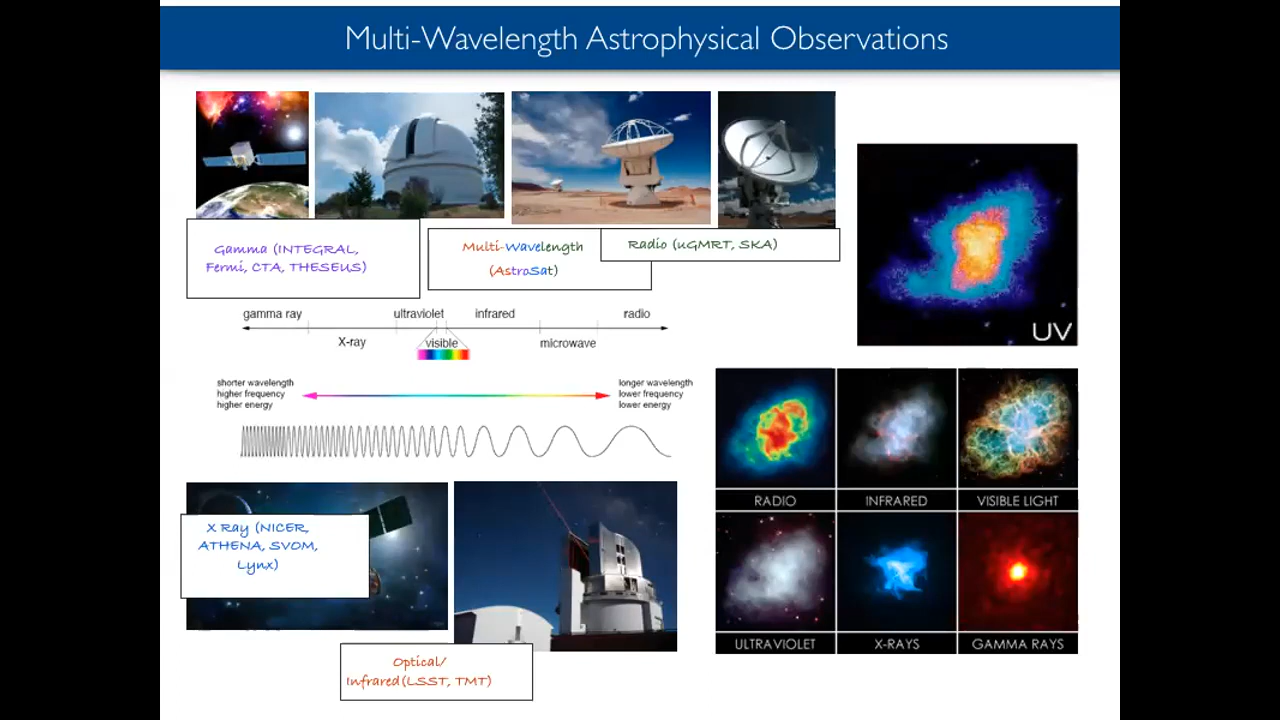 Multi-Wavelength Astrophysical Observations
Gamma (INTEGRAL,
Fermi, CTA, THESEUS)
Multi-Wavelength
(AstroSat)
Radio (uGMRT, SKA)
UV
gamma ray
ultraviolet
infrared
radio
X-ray
visible
microwave
shorter wavelength
higher frequency
higher energy
longer wavelength
lower frequency
lower energy
RADIO
INFRARED
VISIBLE LIGHT
ULTRAVIOLET
X-RAYS
GAMMA RAYS
X Ray (NICER,
ATHENA, SVOM,
Lynx)
Optical/
Infrared(LSST, TMT)